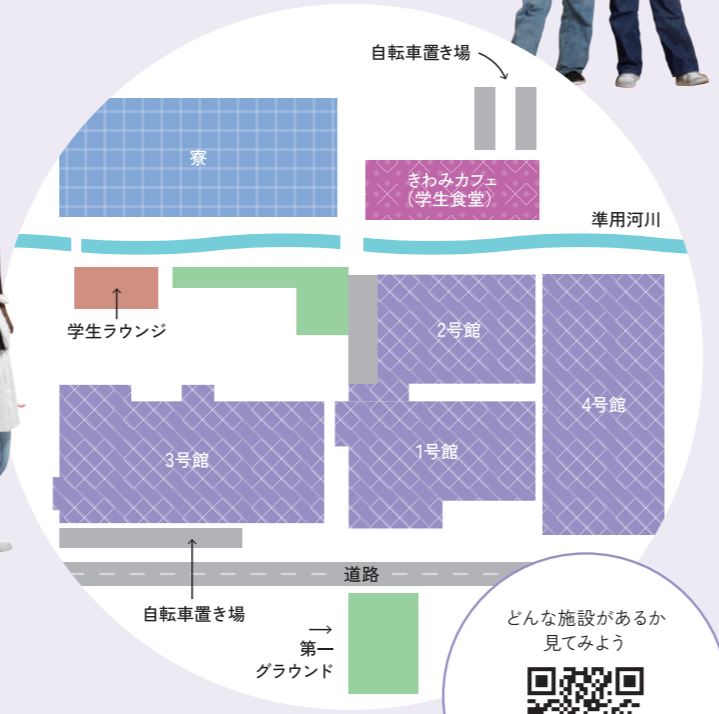 自転車置き場
寮
きわみカフェ
(学生食堂)
準用河川
学生ラウンジ
2号館
4号館
3号館
1号館
道路
自転車置き場
→
第一
グラウンド
どんな施設があるか
見てみよう